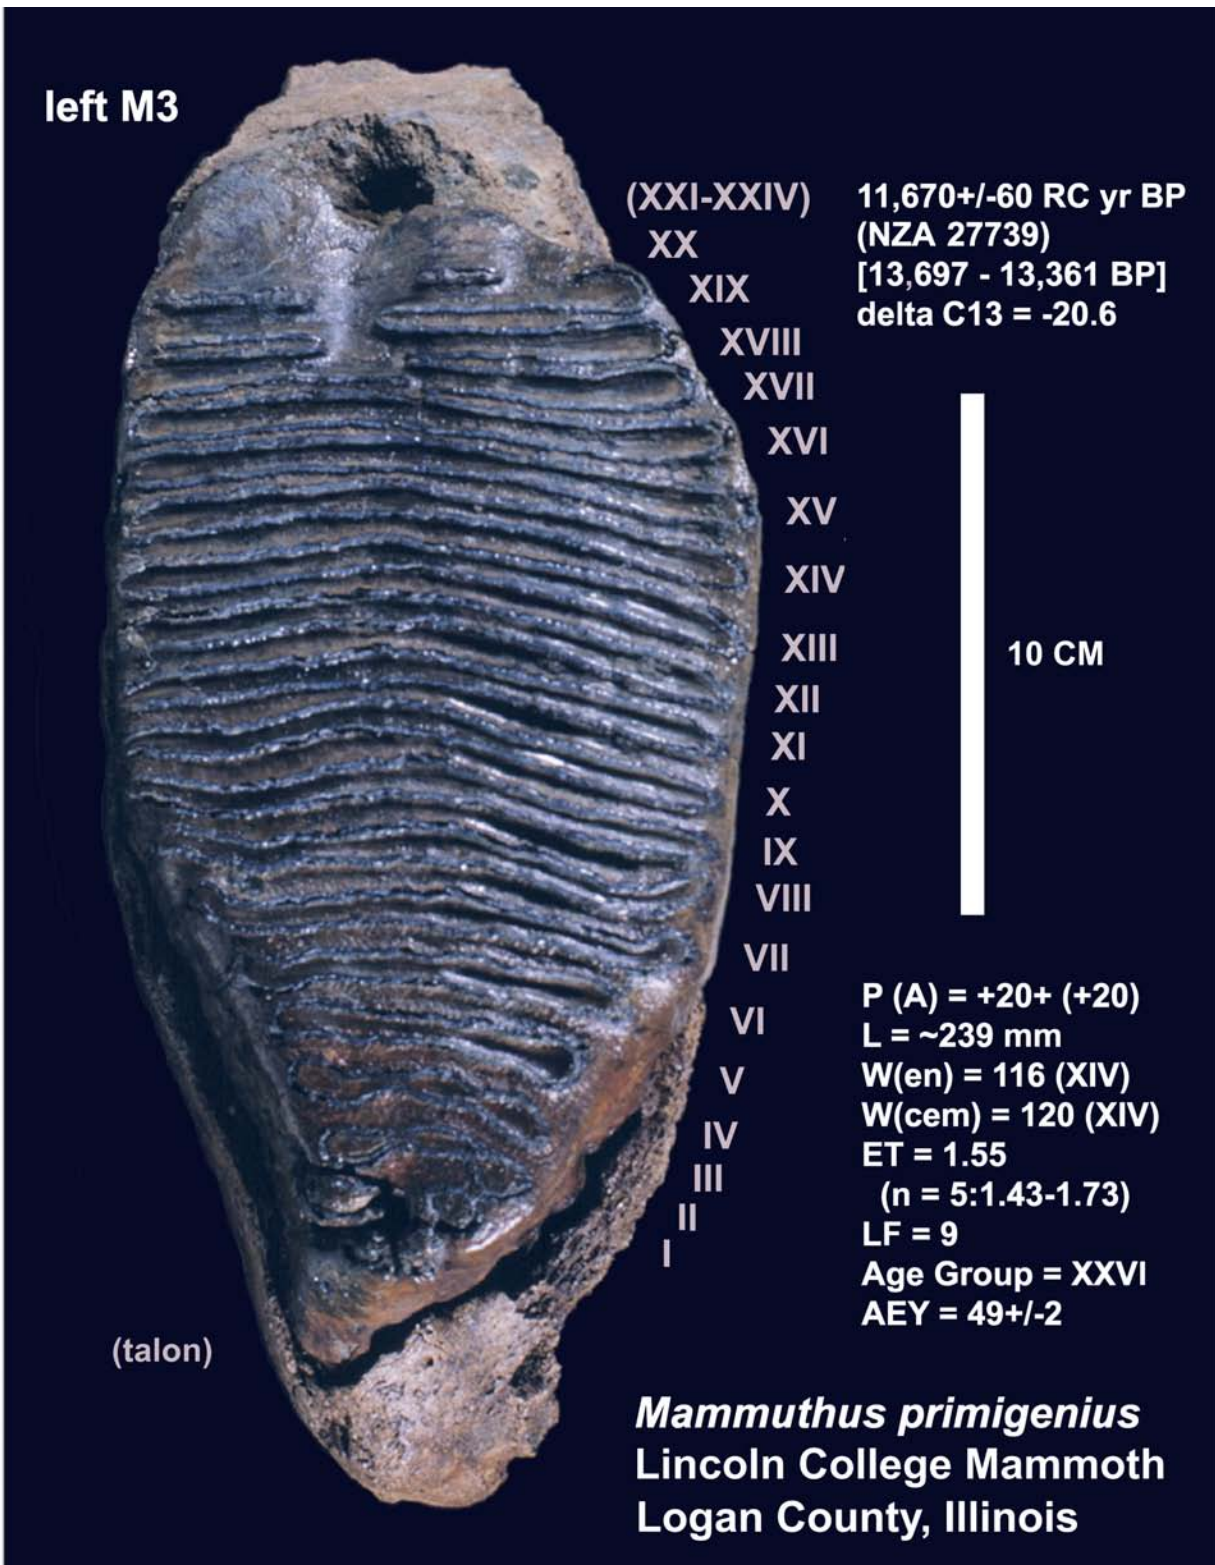 left M3
(XXI-XXIV)
XX
XIX
XVIII
XVII
XVI
XV
XIV
XIII
XII
XI
X
IX
VIII
VII
VI
V
IV
III
II
I
(talon)
11,670+/-60 RC yr BP
(NZA 27739)
[13,697 - 13,361 BP]
delta C13 = -20.6
10 CM
P (A) = +20+ (+20)
L = ~239 mm
W(en) = 116 (XIV)
W(cem) = 120 (XIV)
ET = 1.55
(n = 5:1.43-1.73)
LF = 9
Age Group = XXVI
AEY = 49+/-2
Mammuthus primigenius
Lincoln College Mammoth
Logan County, Illinois